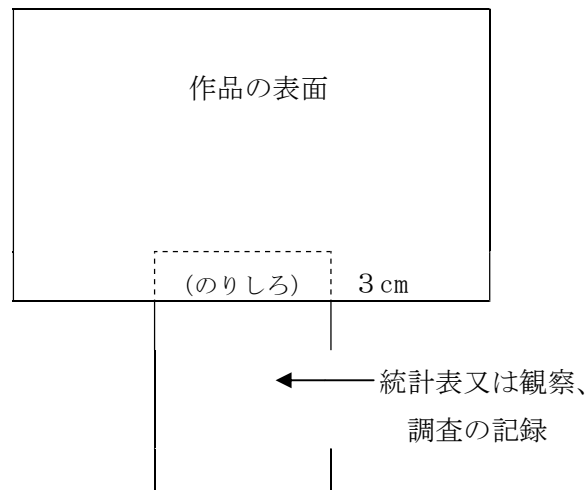 作品の表面
(のりしろ) 3cm
統計表又は観察、
調査の記録